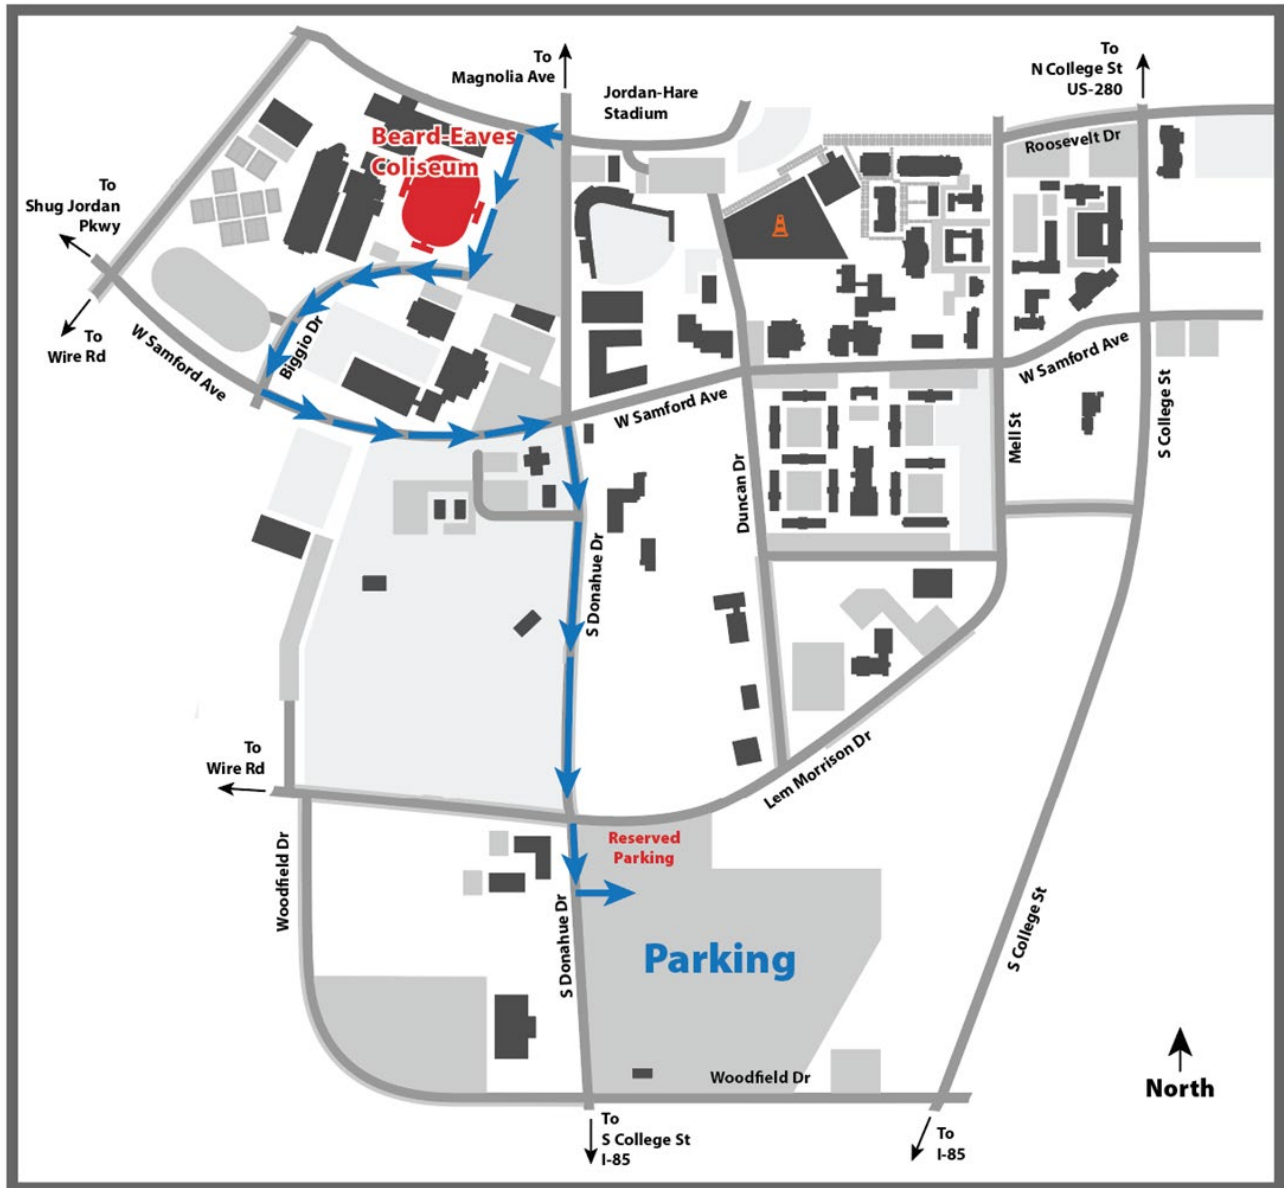 To
Magnolia Ave
Jordan-Hare
Stadium
To
N College St
US-280
Roosevelt Dr
Beard-Eaves
Coliseum
To
Shug Jordan
Pkwy
To
Wire Rd
W Samford Ave
Biggio Dr
W Samford Ave
W Samford Ave
Mell St
S College St
Duncan Dr
S Donahue Dr
To
Wire Rd
Lem Morrison Dr
Reserved
Parking
Woodfield Dr
S Donahue Dr
Parking
S College St
Woodfield Dr
North
To
S College St
I-85
To
I-85